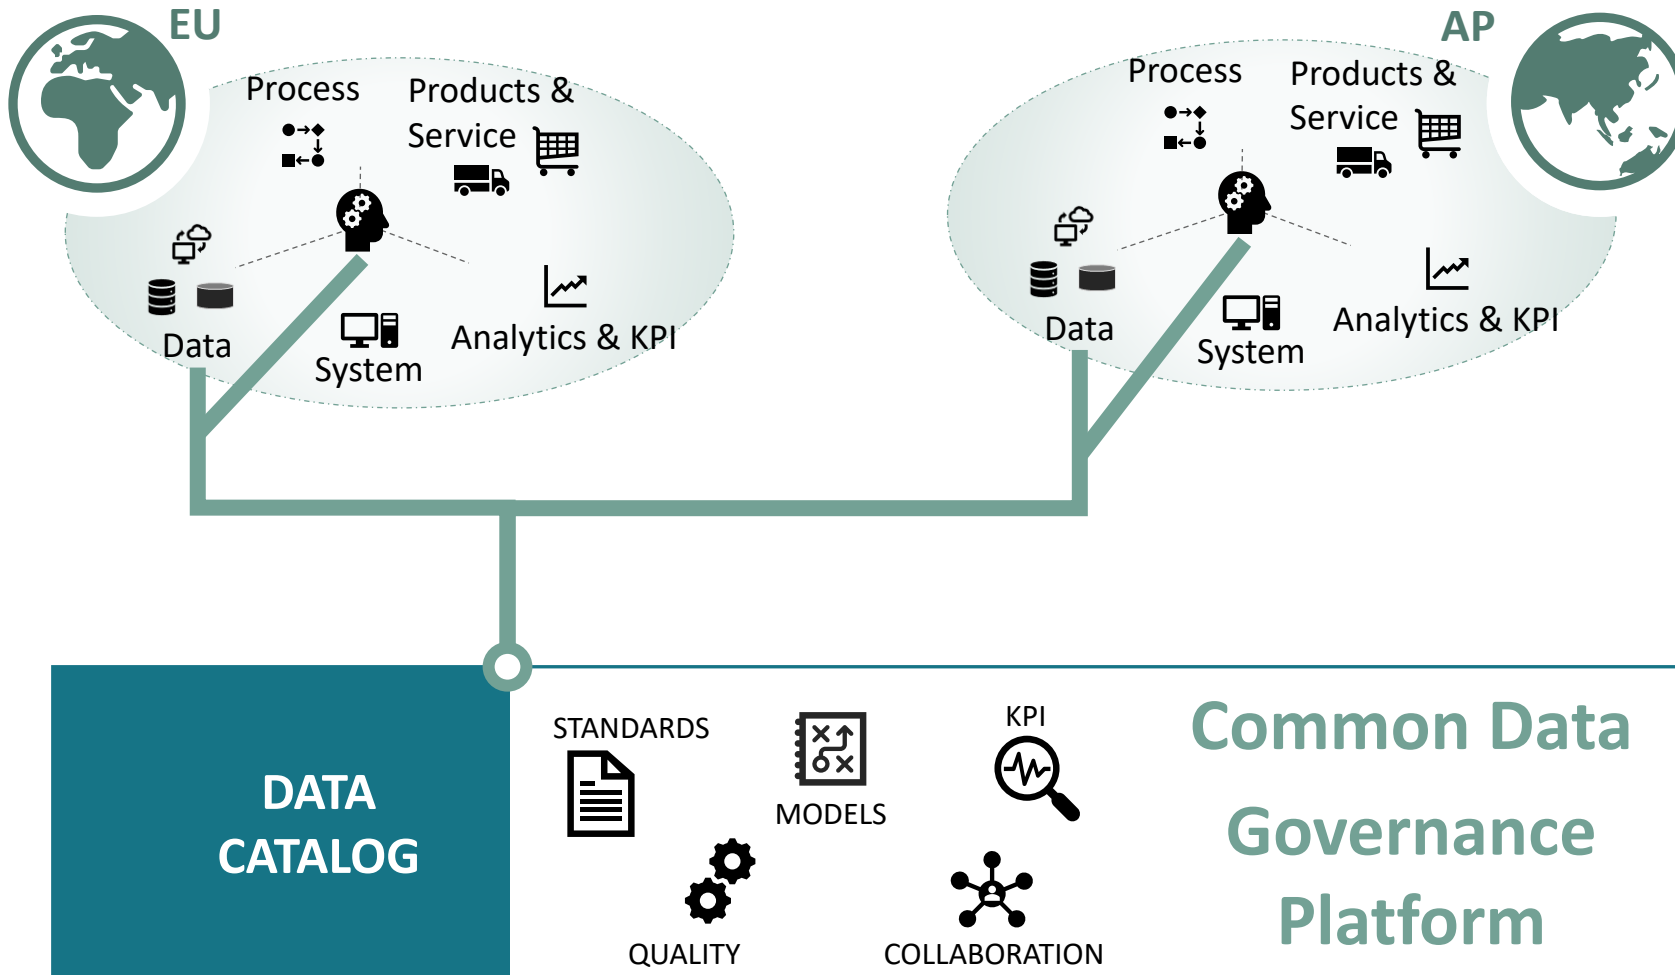 EU
Process
Products &
Service
Data
System
Analytics & KPI
AP
Process
Products &
Service
Data
System
Analytics & KPI
DATA
CATALOG
STANDARDS
MODELS
KPI
QUALITY
COLLABORATION
Common Data
Governance
Platform